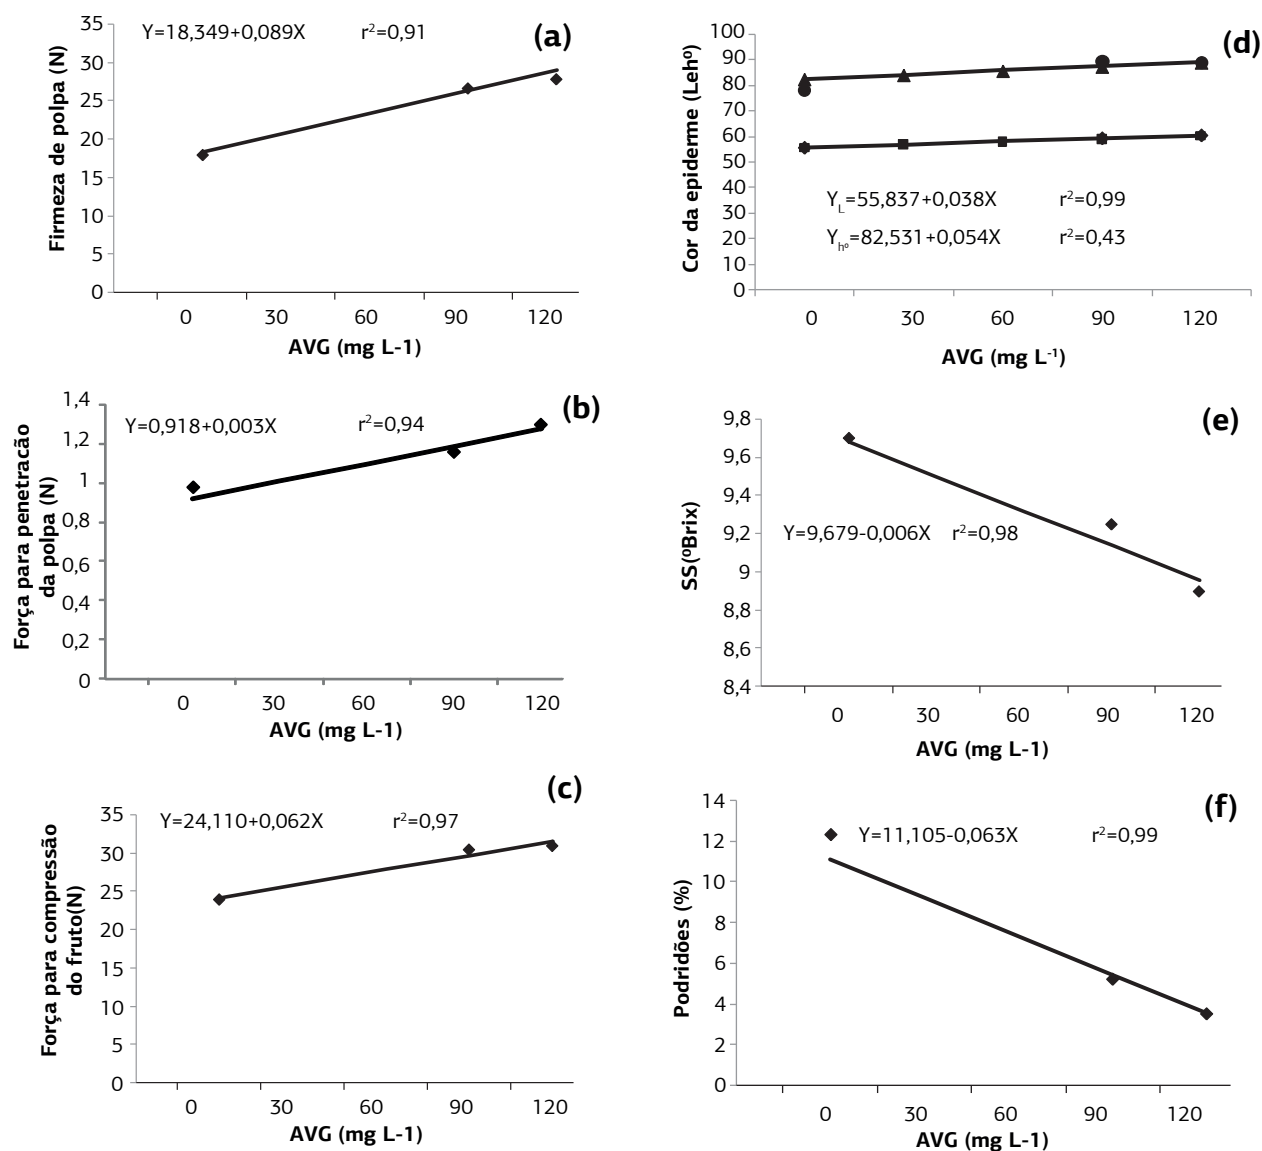 (a)
Y=18,349+0,089X r²=0,91
Firmeza de polpa (N)
35
30
25
20
15
10
5
0
0 30 60 90 120
AVG (mg L-1)
(b)
Y=0,918+0,003X r²=0,94
Força para penetracão
da polpa (N)
1,4
1,2
1
0,8
0,6
0,4
0,2
0
0 30 60 90 120
AVG (mg L-1)
(c)
Y=24,110+0,062X r²=0,97
Força para compressão
do fruto(N)
35
30
25
20
15
10
5
0
0 30 60 90 120
AVG (mg L-1)
(d)
Cor da epiderme (Lehº)
100
90
80
70
60
50
40
30
20
10
0
Y_L=55,837+0,038X r²=0,99
Y_hº=82,531+0,054X r²=0,43
0 30 60 90 120
AVG (mg L⁻¹)
(e)
SS(ºBrix)
9,8
9,6
9,4
9,2
9
8,8
8,6
8,4
Y=9,679-0,006X r²=0,98
0 30 60 90 120
AVG (mg L-1)
(f)
Podridões (%)
14
12
10
8
6
4
2
0
Y=11,105-0,063X r²=0,99
0 30 60 90 120
AVG (mg L-1)